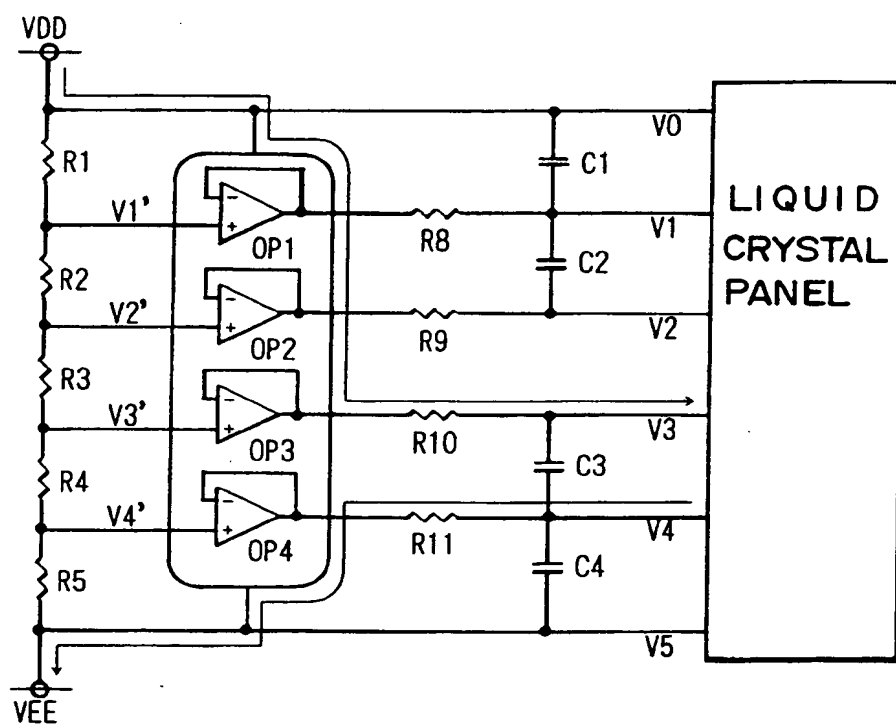 VDD
V0
R1
C1
V1'
OP1
R8
V1
R2
C2
V2'
OP2
R9
V2
R3
V3'
OP3
R10
V3
R4
C3
V4'
OP4
R11
V4
R5
C4
V5
VEE
LIQUID
CRYSTAL
PANEL